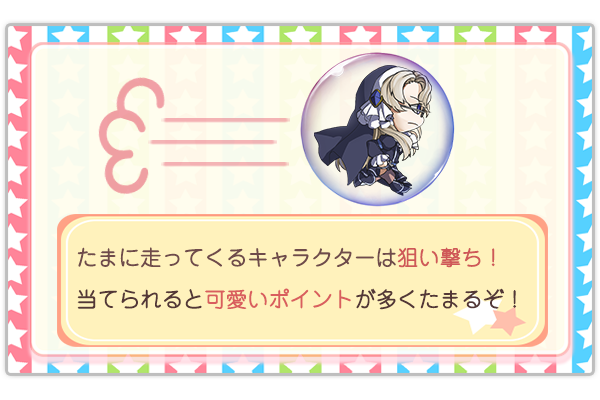 たまに走ってくるキャラクターは狙い撃ち！
当てられると可愛いポイントが多くたまるぞ！